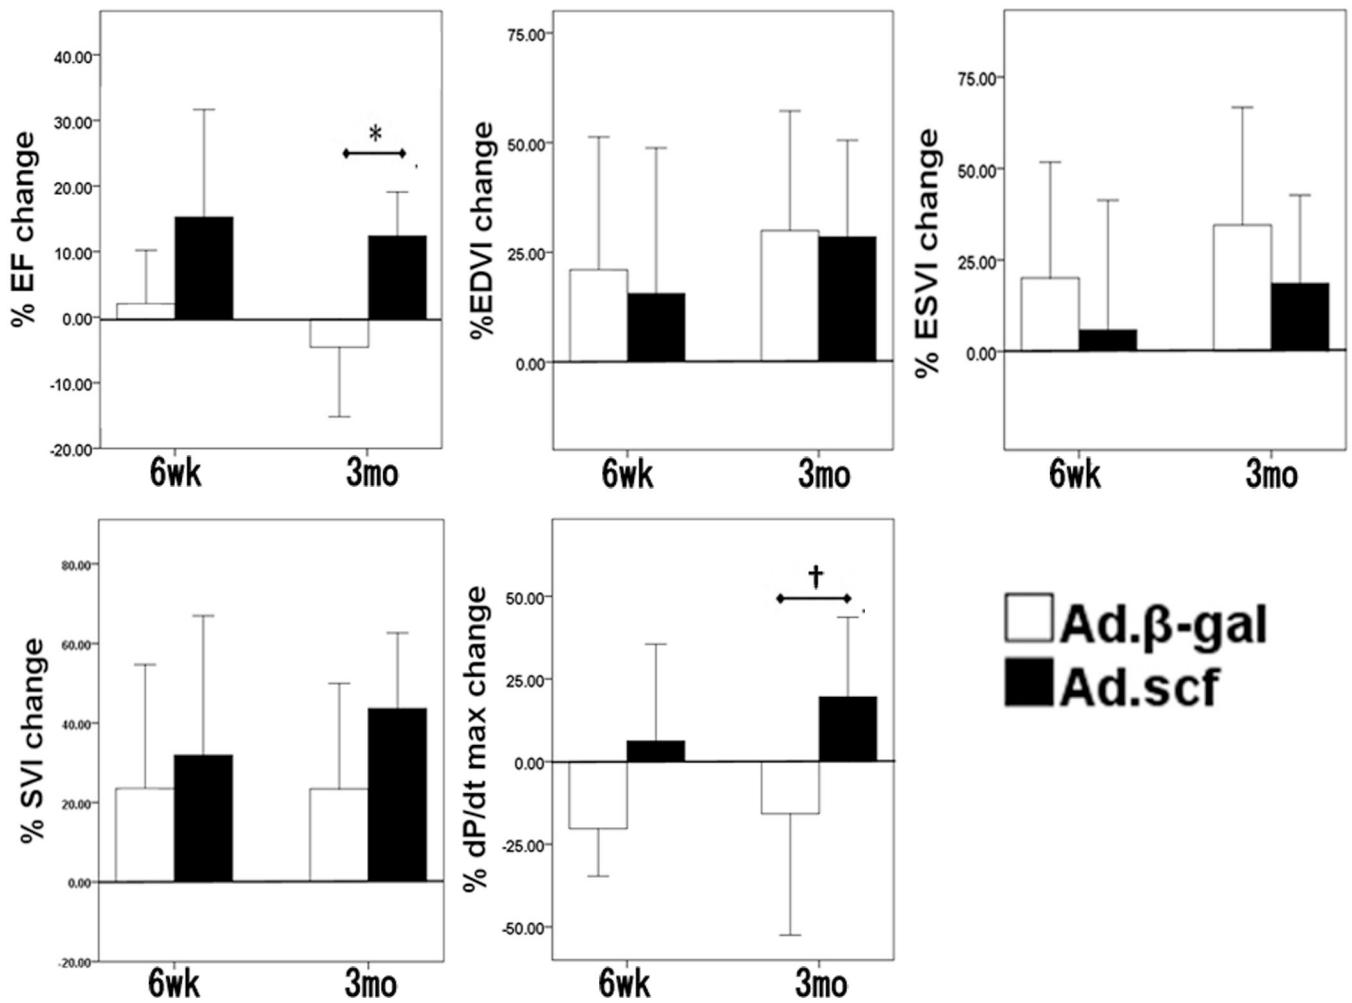 % EF change
40.00
30.00
20.00
10.00
0.00
-10.00
-20.00
*
6wk 3mo
%EDVI change
75.00
50.00
25.00
0.00
6wk 3mo
% ESVI change
75.00
50.00
25.00
0.00
6wk 3mo
% SVI change
80.00
60.00
40.00
20.00
0.00
-20.00
6wk 3mo
% dP/dt max change
50.00
25.00
0.00
-25.00
-50.00
†
6wk 3mo
Ad.β-gal
Ad.scf